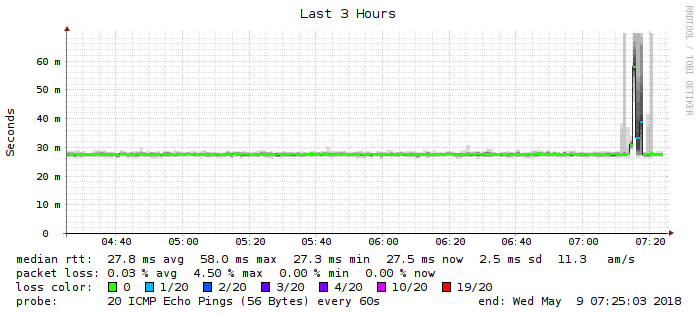 Last 3 Hours
RRDTOOL / TOBI OETIKER
Seconds
60 m
50 m
40 m
30 m
20 m
10 m
0
04:40 05:00 05:20 05:40 06:00 06:20 06:40 07:00 07:20
median rtt: 27.8 ms avg 58.0 ms max 27.3 ms min 27.5 ms now 2.5 ms sd 11.3 am/s
packet loss: 0.03 % avg 4.50 % max 0.00 % min 0.00 % now
loss color: 0 1/20 2/20 3/20 4/20 10/20 19/20
probe: 20 ICMP Echo Pings (56 Bytes) every 60s end: Wed May 9 07:25:03 2018